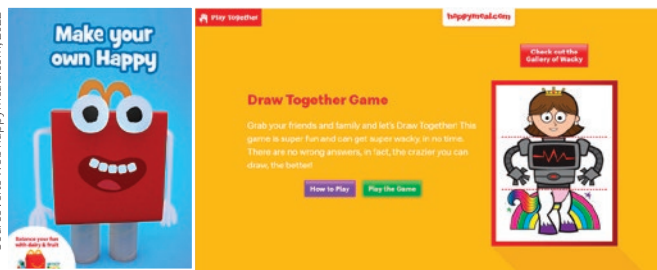 Make your
own Happy
Balance your fun
with dairy & fruit
Play Together
happymeal.com
Check out the
Gallery of Wacky
Draw Together Game
Grab your friends and family and let's Draw Together! This
game is super fun and can get super wacky, in no time.
There are no wrong answers, in fact, the crazier you can
draw, the better!
How to Play
Play the Game